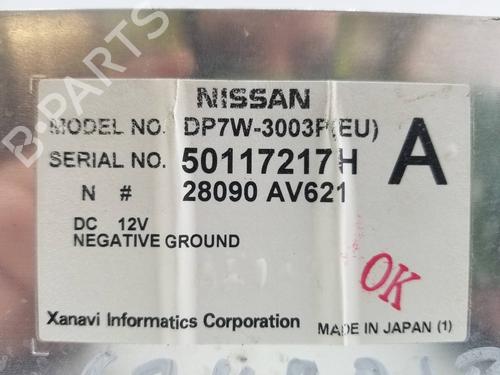 B-PARTS
NISSAN
MODEL NO. DP7W-3003P(EU)
SERIAL NO. 50117217H A
N # 28090 AV621
DC 12V
NEGATIVE GROUND
OK
Xanavi Informatics Corporation MADE IN JAPAN (1)